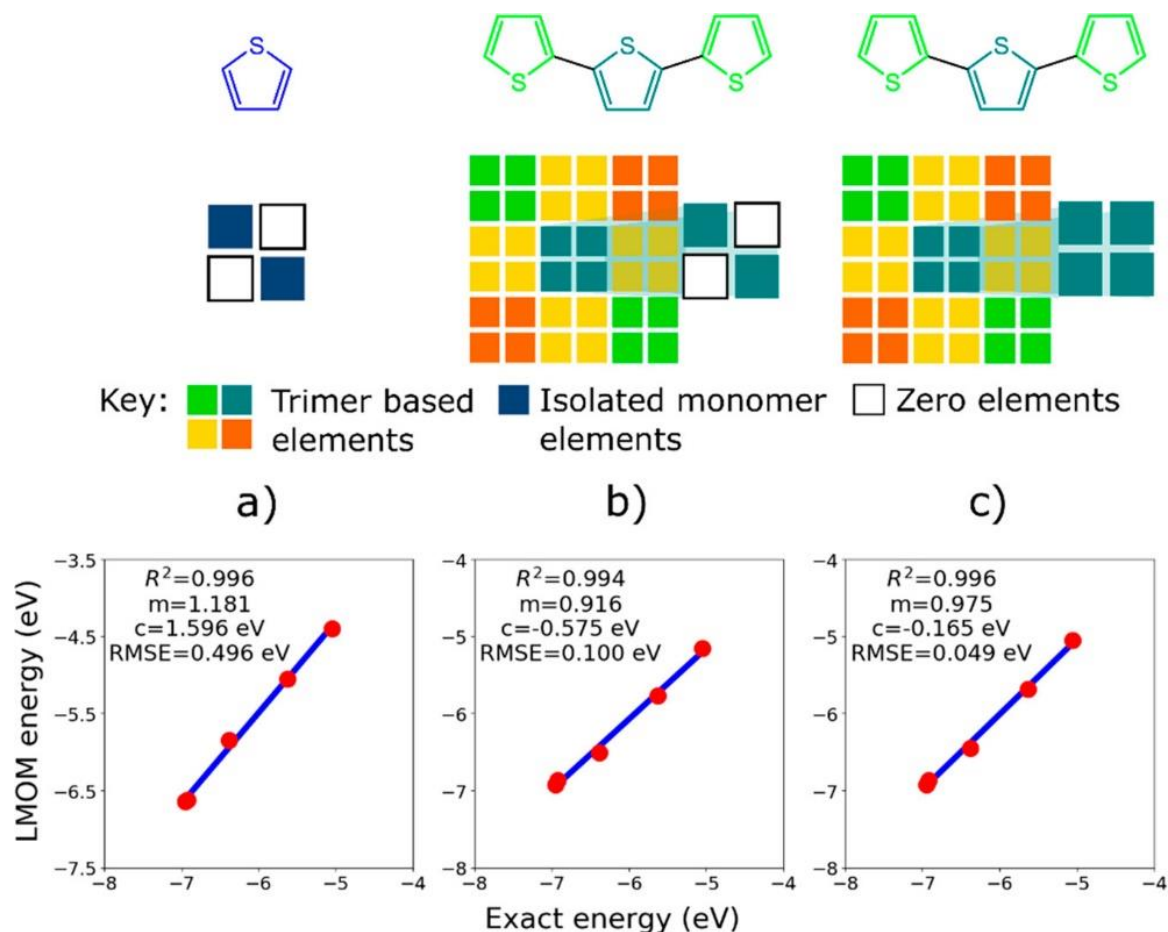 S
S
S
S
S
S
S
Key:
Trimer based
elements
Isolated monomer
elements
Zero elements
a)
b)
c)
LMOM energy (eV)
−3.5
−4.5
−5.5
−6.5
−7.5
R²=0.996
m=1.181
c=1.596 eV
RMSE=0.496 eV
−8
−7
−6
−5
−4
−4
−5
−6
−7
−8
R²=0.994
m=0.916
c=-0.575 eV
RMSE=0.100 eV
−8
−7
−6
−5
−4
−4
−5
−6
−7
−8
R²=0.996
m=0.975
c=-0.165 eV
RMSE=0.049 eV
−8
−7
−6
−5
−4
Exact energy (eV)